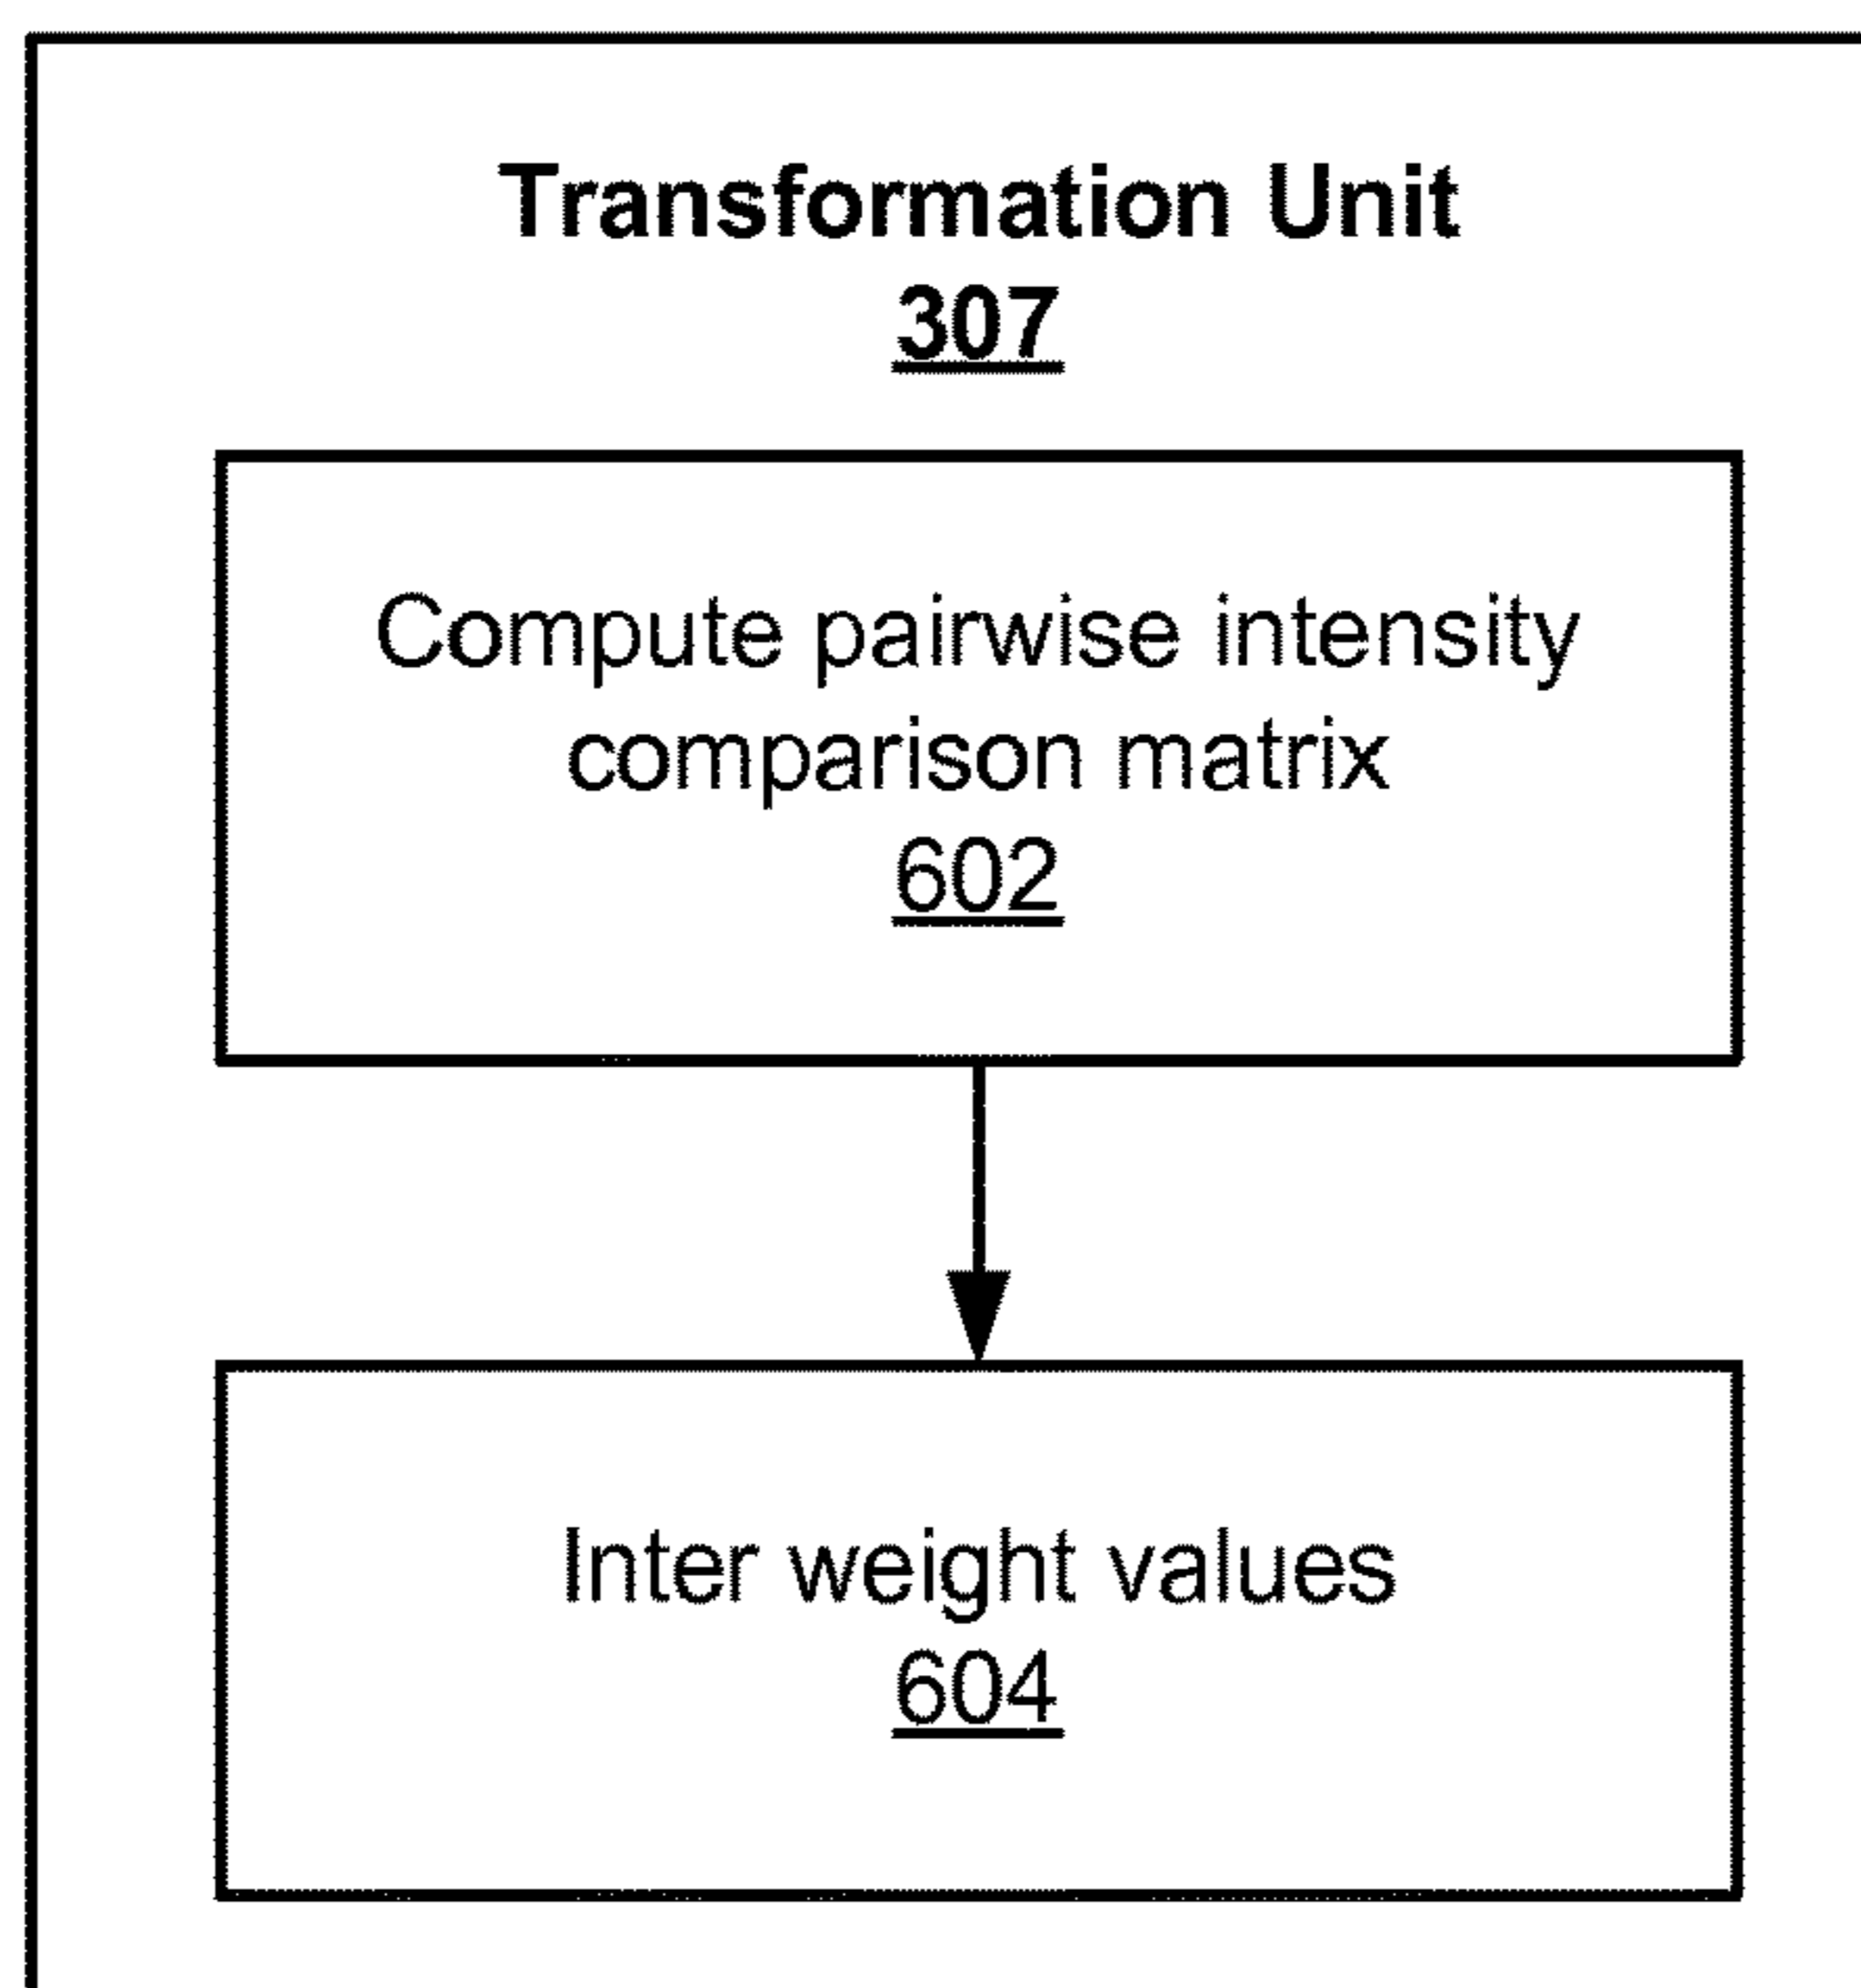 Transformation Unit
307
Compute pairwise intensity
comparison matrix
602
Inter weight values
604